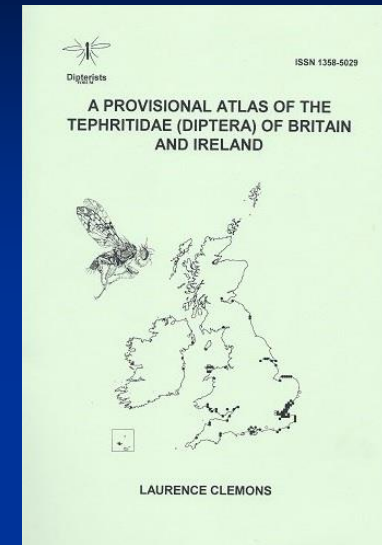 Dipterists
ISSN 1358-5029
A PROVISIONAL ATLAS OF THE
TEPHRITIDAE (DIPTERA) OF BRITAIN
AND IRELAND
LAURENCE CLEMONS